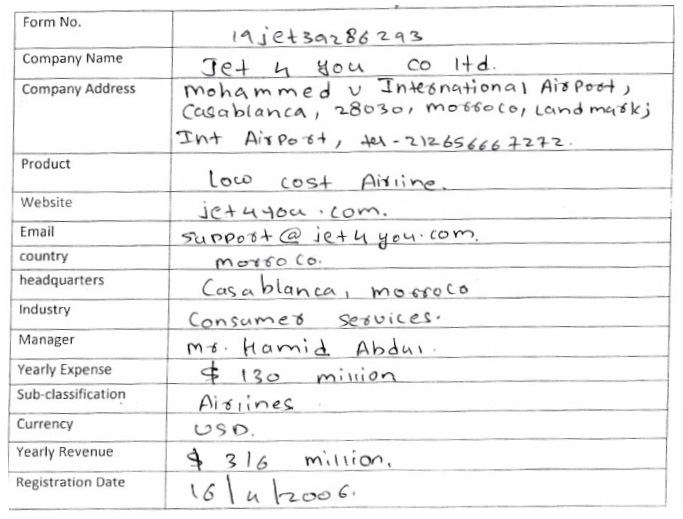 Form No. 19jet39286293
Company Name Jet 4 you co ltd.
Company Address Mohammed v International Airport,
Casablanca, 28030, morroco, Landmark;
Int Airport, tel - 212656667272.
Product Low cost Airline.
Website jet4you.com.
Email support@jet4you.com.
country morroco.
headquarters Casablanca, morroco
Industry Consumer services.
Manager Mr. Hamid Abdul.
Yearly Expense $ 130 million
Sub-classification Airlines
Currency USD.
Yearly Revenue $ 316 million.
Registration Date 16/4/2006.